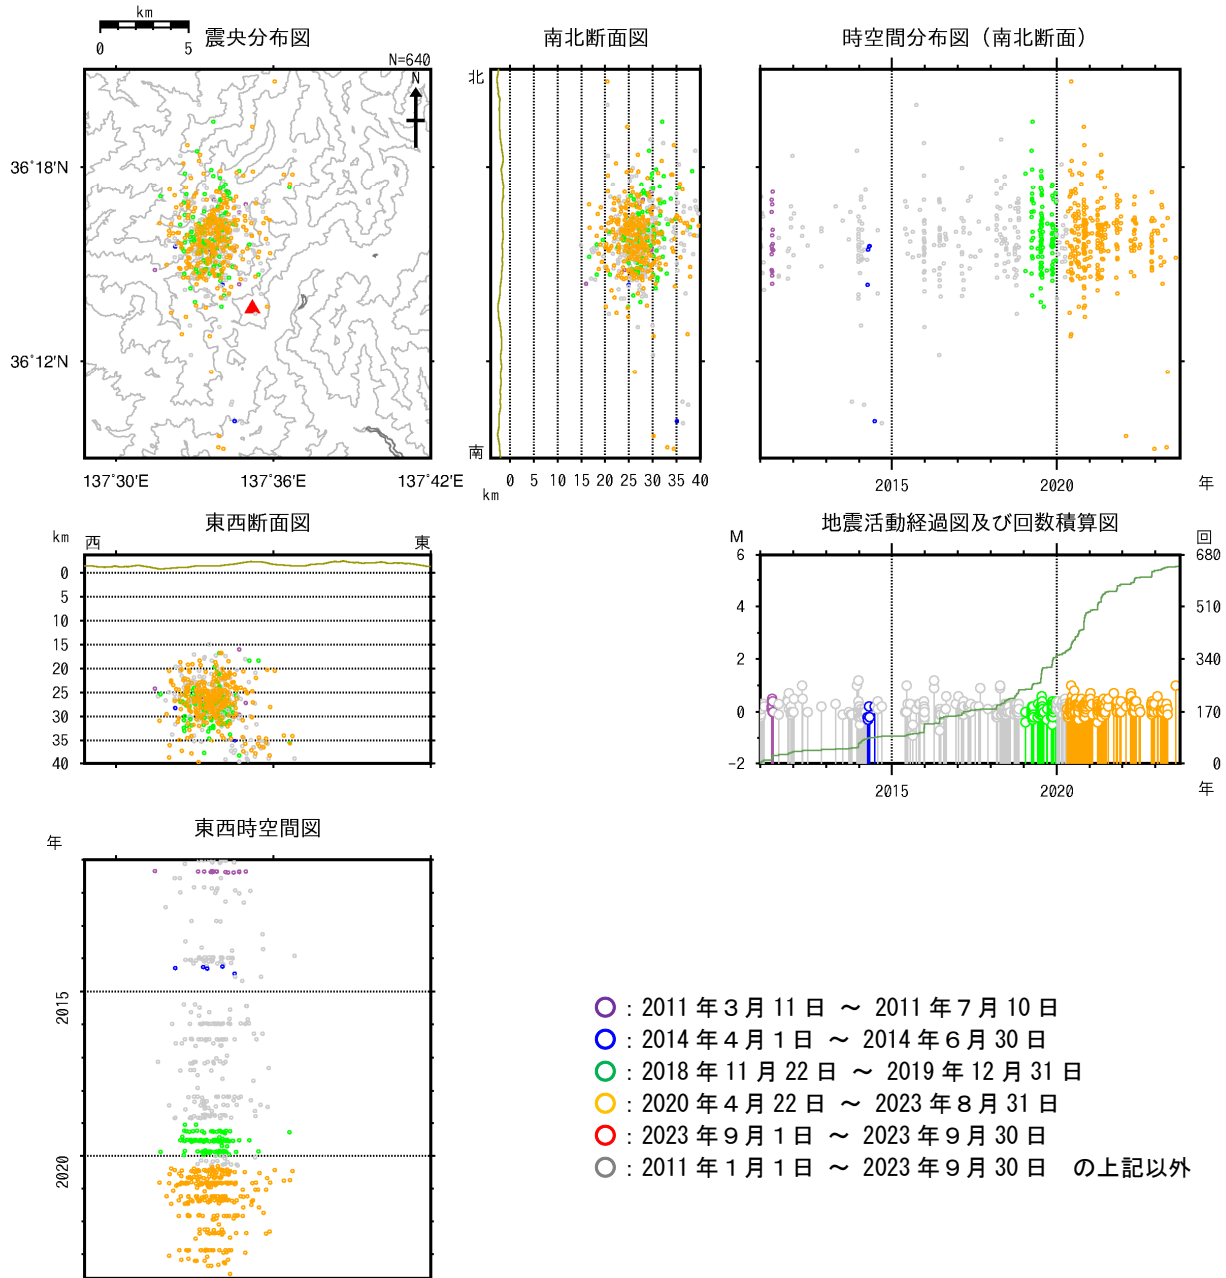 km
0 5
震央分布図
N=640
N
36°18'N
36°12'N
137°30'E 137°36'E 137°42'E
南北断面図
北
南
0 5 10 15 20 25 30 35 40
km
時空間分布図（南北断面）
2015 2020 年
東西断面図
km
西 東
0
5
10
15
20
25
30
35
40
地震活動経過図及び回数積算図
M 回
6 680
4 510
2 340
0 170
-2 0
2015 2020 年
東西時空間図
年
2015
2020
：2011 年３月 11 日 ～ 2011 年７月 10 日
：2014 年４月１日 ～ 2014 年６月 30 日
：2018 年 11 月 22 日 ～ 2019 年 12 月 31 日
：2020 年４月 22 日 ～ 2023 年８月 31 日
：2023 年９月１日 ～ 2023 年９月 30 日
：2011 年１月１日 ～ 2023 年９月 30 日 の上記以外